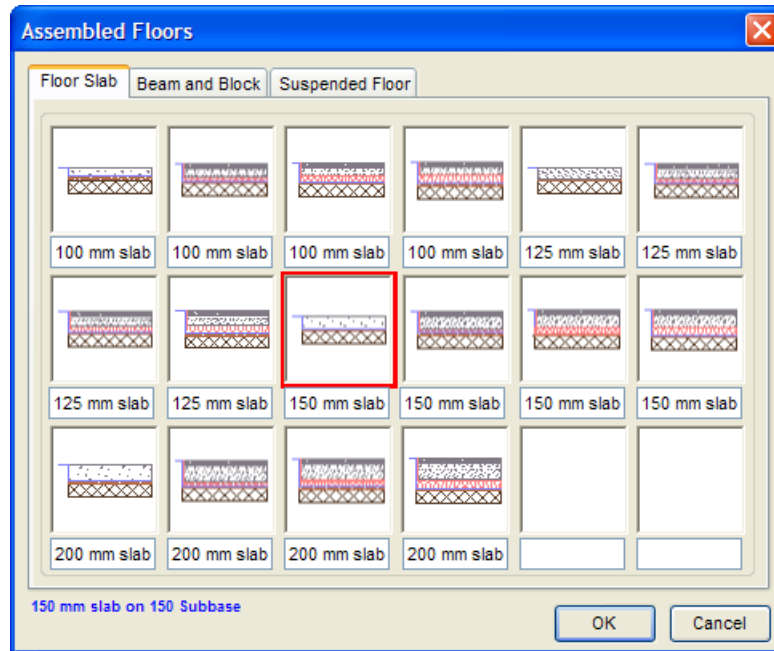 Assembled Floors
Floor Slab Beam and Block Suspended Floor
100 mm slab 100 mm slab 100 mm slab 100 mm slab 125 mm slab 125 mm slab
125 mm slab 125 mm slab 150 mm slab 150 mm slab 150 mm slab 150 mm slab
200 mm slab 200 mm slab 200 mm slab 200 mm slab
150 mm slab on 150 Subbase
OK Cancel